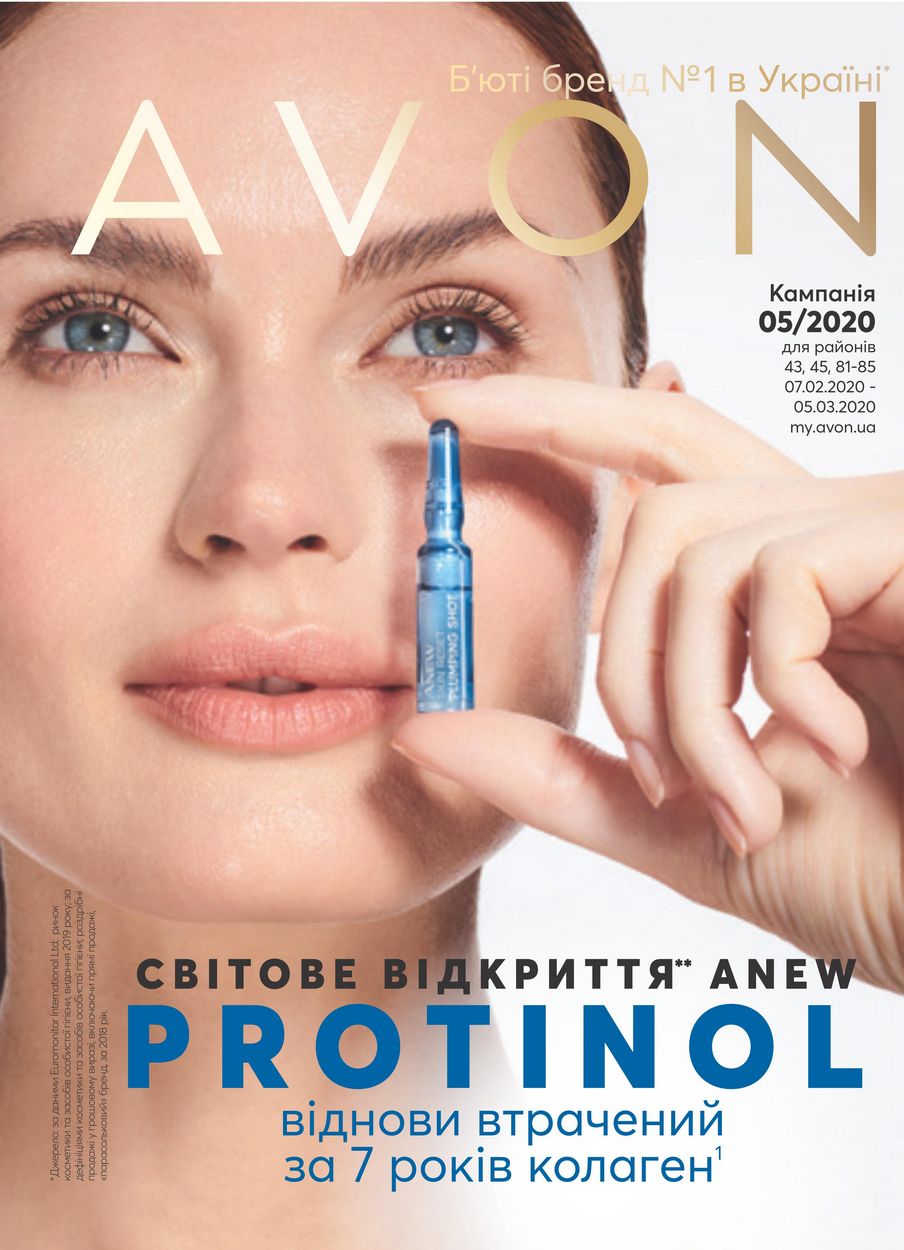 Б'юті бренд №1 в Україні*
AVON
Кампанія
05/2020
для районів
43, 45, 81-85
07.02.2020 -
05.03.2020
my.avon.ua
ANEW
SKIN RESET
PLUMPING SHOT
*Джерело: за даними Euromonitor International Ltd; ринок
косметики та засобів особистої гігієни, видання 2019 року; за
дефініціями косметики та засобів особистої гігієни; роздрібні
продажі у грошовому виразі, включаючи прямі продажі,
«парасольковий» бренд, за 2018 рік.
СВІТОВЕ ВІДКРИТТЯ** ANEW
PROTINOL
віднови втрачений
за 7 років колаген¹